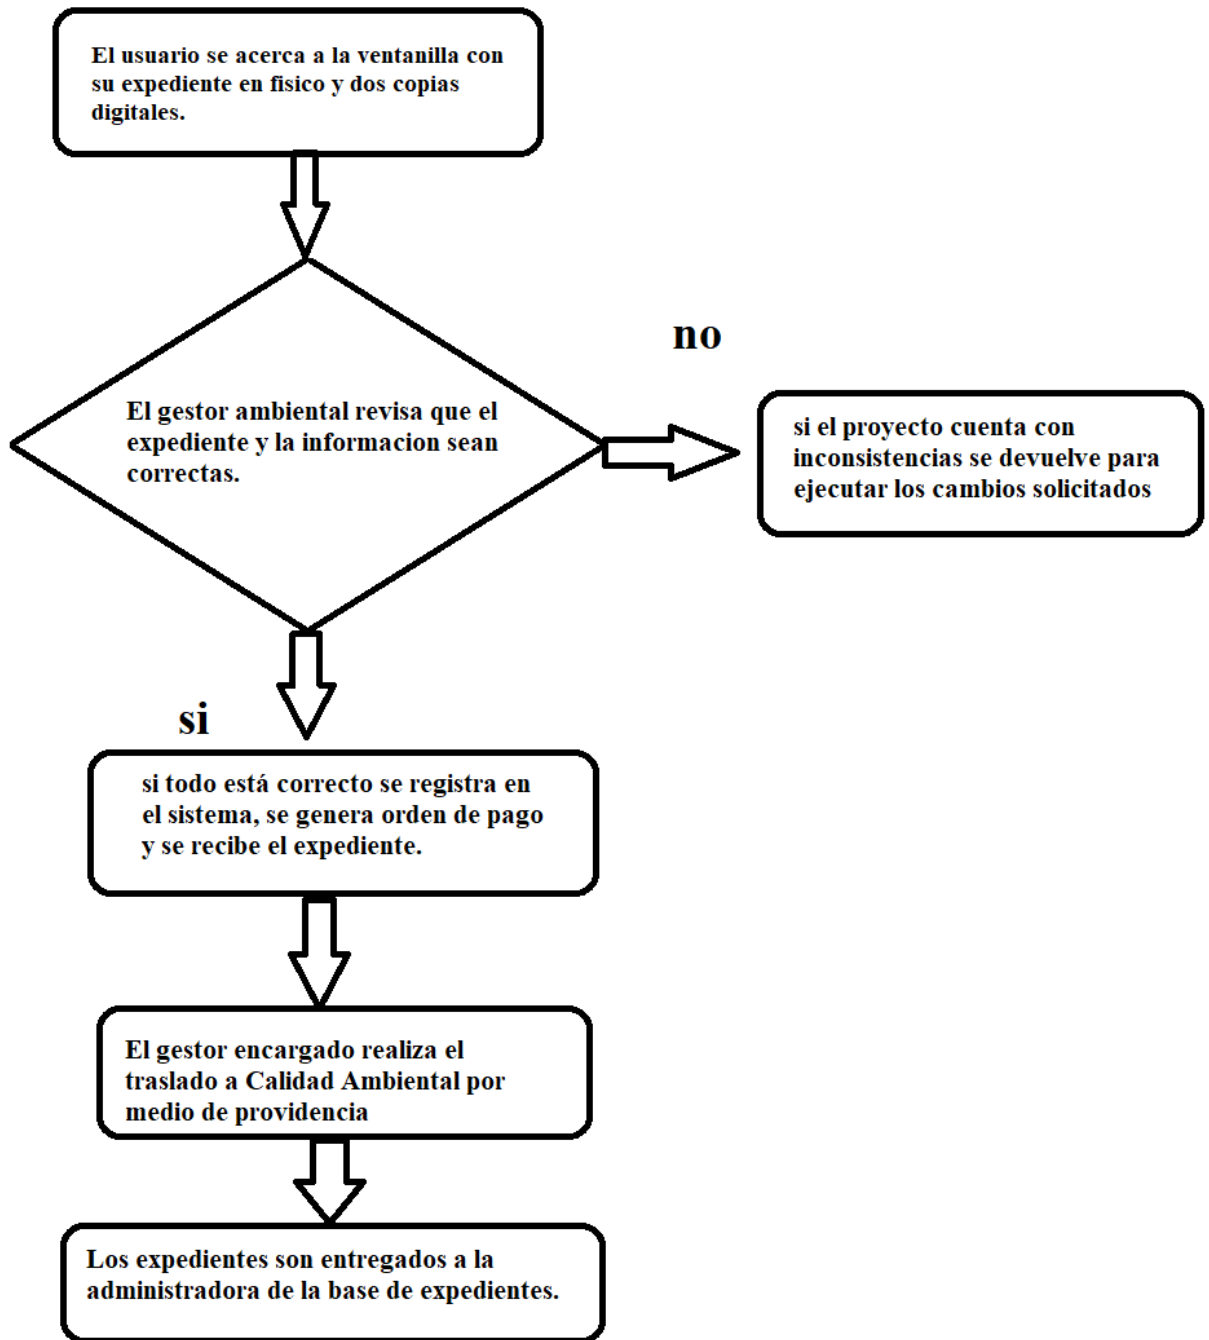 El usuario se acerca a la ventanilla con
su expediente en fisico y dos copias
digitales.
no
El gestor ambiental revisa que el
expediente y la informacion sean
correctas.
si el proyecto cuenta con
inconsistencias se devuelve para
ejecutar los cambios solicitados
si
si todo está correcto se registra en
el sistema, se genera orden de pago
y se recibe el expediente.
El gestor encargado realiza el
traslado a Calidad Ambiental por
medio de providencia
Los expedientes son entregados a la
administradora de la base de expedientes.